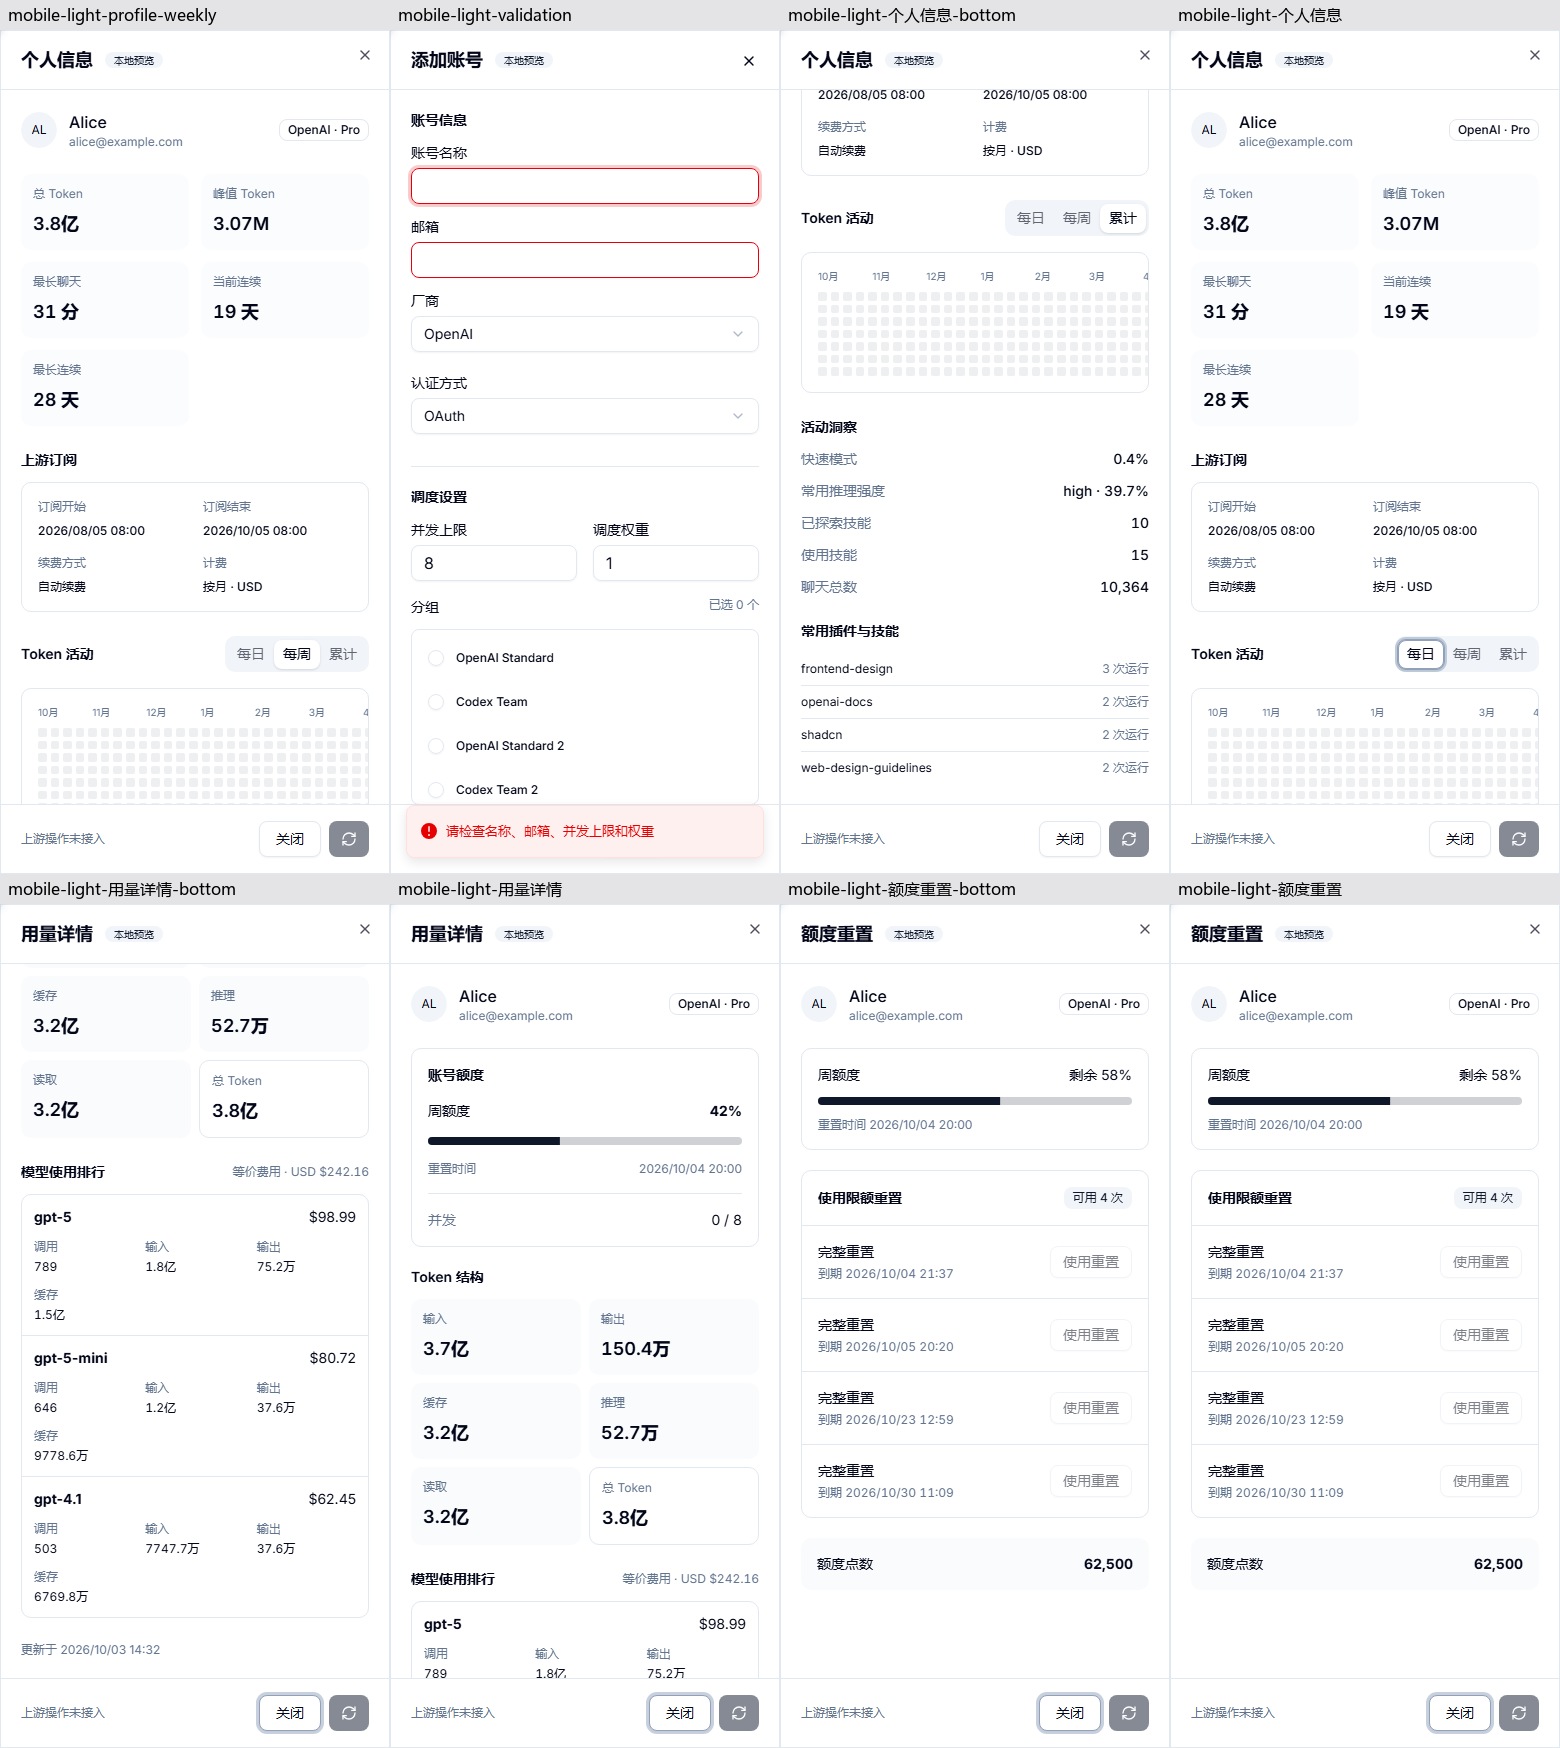 mobile-light-profile-weekly
个人信息 本地预览
AL Alice OpenAI · Pro
alice@example.com
总 Token 峰值 Token
3.8亿 3.07M
最长聊天 当前连续
31 分 19 天
最长连续
28 天
上游订阅
订阅开始 订阅结束
2026/08/05 08:00 2026/10/05 08:00
续费方式 计费
自动续费 按月 · USD
Token 活动 每日 每周 累计
10月 11月 12月 1月 2月 3月 4
上游操作未接入 关闭
mobile-light-validation
添加账号 本地预览
账号信息
账号名称
邮箱
厂商
OpenAI
认证方式
OAuth
调度设置
并发上限 调度权重
8 1
分组 已选 0 个
OpenAI Standard
Codex Team
OpenAI Standard 2
Codex Team 2
请检查名称、邮箱、并发上限和权重
mobile-light-个人信息-bottom
个人信息 本地预览
2026/08/05 08:00 2026/10/05 08:00
续费方式 计费
自动续费 按月 · USD
Token 活动 每日 每周 累计
10月 11月 12月 1月 2月 3月 4
活动洞察
快速模式 0.4%
常用推理强度 high · 39.7%
已探索技能 10
使用技能 15
聊天总数 10,364
常用插件与技能
frontend-design 3 次运行
openai-docs 2 次运行
shadcn 2 次运行
web-design-guidelines 2 次运行
上游操作未接入 关闭
mobile-light-个人信息
个人信息 本地预览
AL Alice OpenAI · Pro
alice@example.com
总 Token 峰值 Token
3.8亿 3.07M
最长聊天 当前连续
31 分 19 天
最长连续
28 天
上游订阅
订阅开始 订阅结束
2026/08/05 08:00 2026/10/05 08:00
续费方式 计费
自动续费 按月 · USD
Token 活动 每日 每周 累计
10月 11月 12月 1月 2月 3月 4
上游操作未接入 关闭
mobile-light-用量详情-bottom
用量详情 本地预览
缓存 推理
3.2亿 52.7万
读取 总 Token
3.2亿 3.8亿
模型使用排行 等价费用 · USD $242.16
gpt-5 $98.99
调用 输入 输出
789 1.8亿 75.2万
缓存
1.5亿
gpt-5-mini $80.72
调用 输入 输出
646 1.2亿 37.6万
缓存
9778.6万
gpt-4.1 $62.45
调用 输入 输出
503 7747.7万 37.6万
缓存
6769.8万
更新于 2026/10/03 14:32
上游操作未接入 关闭
mobile-light-用量详情
用量详情 本地预览
AL Alice OpenAI · Pro
alice@example.com
账号额度
周额度 42%
重置时间 2026/10/04 20:00
并发 0 / 8
Token 结构
输入 输出
3.7亿 150.4万
缓存 推理
3.2亿 52.7万
读取 总 Token
3.2亿 3.8亿
模型使用排行 等价费用 · USD $242.16
gpt-5 $98.99
调用 输入 输出
789 1.8亿 75.2万
上游操作未接入 关闭
mobile-light-额度重置-bottom
额度重置 本地预览
AL Alice OpenAI · Pro
alice@example.com
周额度 剩余 58%
重置时间 2026/10/04 20:00
使用限额重置 可用 4 次
完整重置 使用重置
到期 2026/10/04 21:37
完整重置 使用重置
到期 2026/10/05 20:20
完整重置 使用重置
到期 2026/10/23 12:59
完整重置 使用重置
到期 2026/10/30 11:09
额度点数 62,500
上游操作未接入 关闭
mobile-light-额度重置
额度重置 本地预览
AL Alice OpenAI · Pro
alice@example.com
周额度 剩余 58%
重置时间 2026/10/04 20:00
使用限额重置 可用 4 次
完整重置 使用重置
到期 2026/10/04 21:37
完整重置 使用重置
到期 2026/10/05 20:20
完整重置 使用重置
到期 2026/10/23 12:59
完整重置 使用重置
到期 2026/10/30 11:09
额度点数 62,500
上游操作未接入 关闭